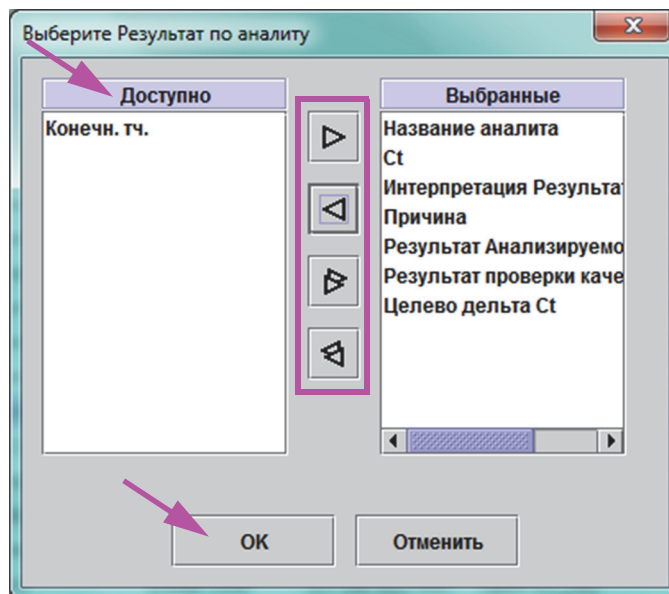 Выберите Результат по аналиту
Доступно
Конечн. тч.
Выбранные
Название аналита
Ct
Интерпретация Результат
Причина
Результат Анализируемо
Результат проверки каче
Целево дельта Ct
OK
Отменить